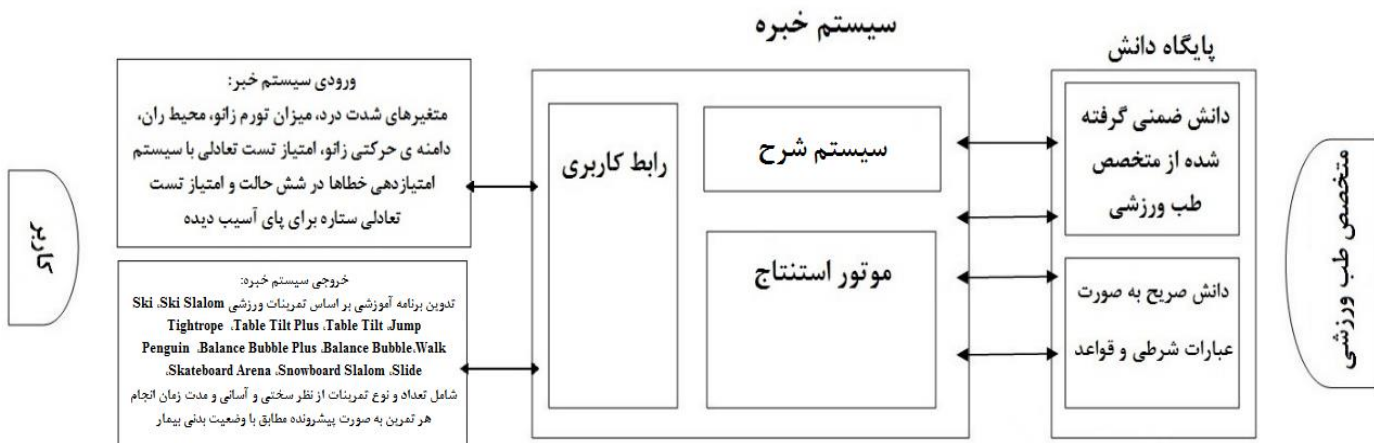 سیستم خبره
پایگاه دانش
متخصص طب ورزشی
دانش ضمنی گرفته
شده از متخصص
طب ورزشی
دانش صریح به صورت
عبارات شرطی و قواعد
سیستم شرح
موتور استنتاج
رابط کاربری
ورودی سیستم خبر:
متغیرهای شدت درد، میزان تورم زانو، محیط ران،
دامنه ی حرکتی زانو، امتیاز تست تعادلی با سیستم
امتیازدهی خطاها در شش حالت و امتیاز تست
تعادلی ستاره برای پای آسیب دیده
خروجی سیستم خبره:
تدوین برنامه آموزشی بر اساس تمرینات ورزشی Ski ،Ski Slalom
Tightrope ،Table Tilt Plus ،Table Tilt ،Jump
Penguin ،Balance Bubble Plus ،Balance Bubble،Walk
،Skateboard Arena ،Snowboard Slalom ،Slide
شامل تعداد و نوع تمرینات از نظر سختی و آسانی و مدت زمان انجام
هر تمرین به صورت پیشرونده مطابق با وضعیت بدنی بیمار
کاربر